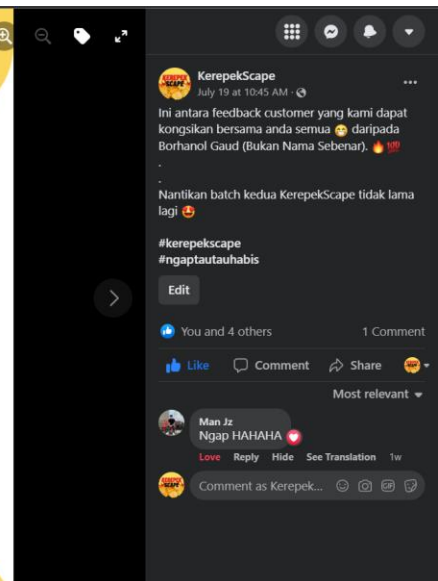 KerepekScape
July 19 at 10:45 AM ·
Ini antara feedback customer yang kami dapat
kongsikan bersama anda semua 😁 daripada
Borhanol Gaud (Bukan Nama Sebenar). 🔥💯
.
.
Nantikan batch kedua KerepekScape tidak lama
lagi 🤩
#kerepekscape
#ngaptautauhabis
Edit
You and 4 others 1 Comment
Like Comment Share
Most relevant
Man Jz
Ngap HAHAHA
Love Reply Hide See Translation 1w
Comment as Kerepek... GIF